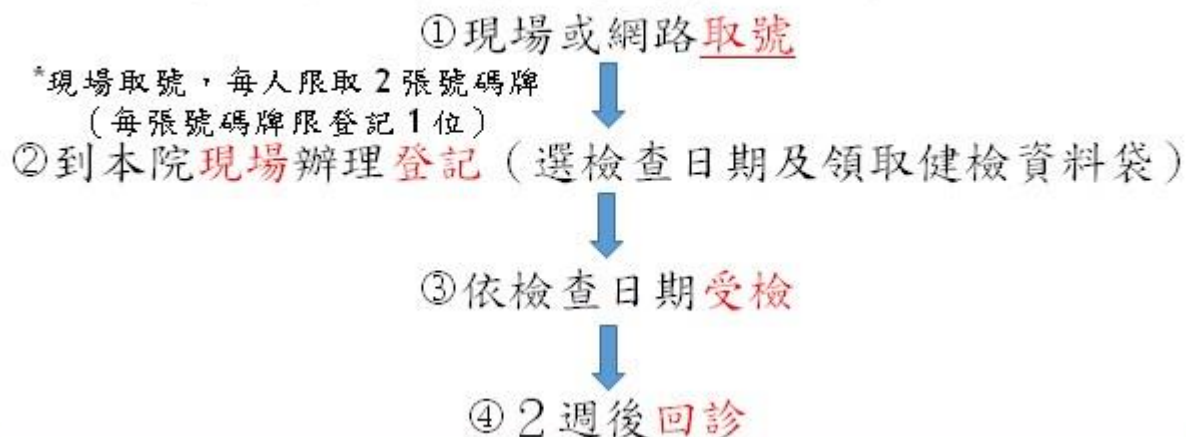 ①現場或網路取號
*現場取號，每人限取2張號碼牌
（每張號碼牌限登記1位）
②到本院現場辦理登記（選檢查日期及領取健檢資料袋）
③依檢查日期受檢
④2週後回診